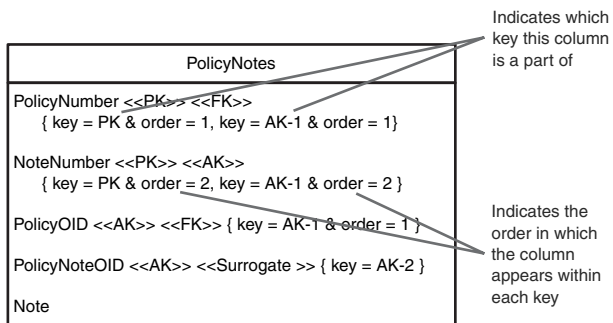 Indicates which
key this column
is a part of
PolicyNotes
PolicyNumber <<PK>> <<FK>>
{ key = PK & order = 1, key = AK-1 & order = 1}
NoteNumber <<PK>> <<AK>>
{ key = PK & order = 2, key = AK-1 & order = 2 }
PolicyOID <<AK>> <<FK>> { key = AK-1 & order = 1 }
PolicyNoteOID <<AK>> <<Surrogate >> { key = AK-2 }
Note
Indicates the
order in which
the column
appears within
each key